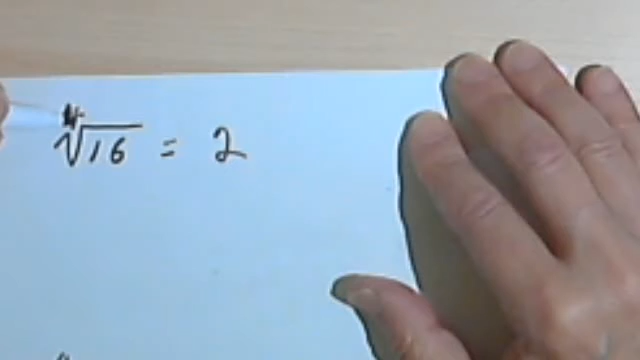 ⁴√16 = 2